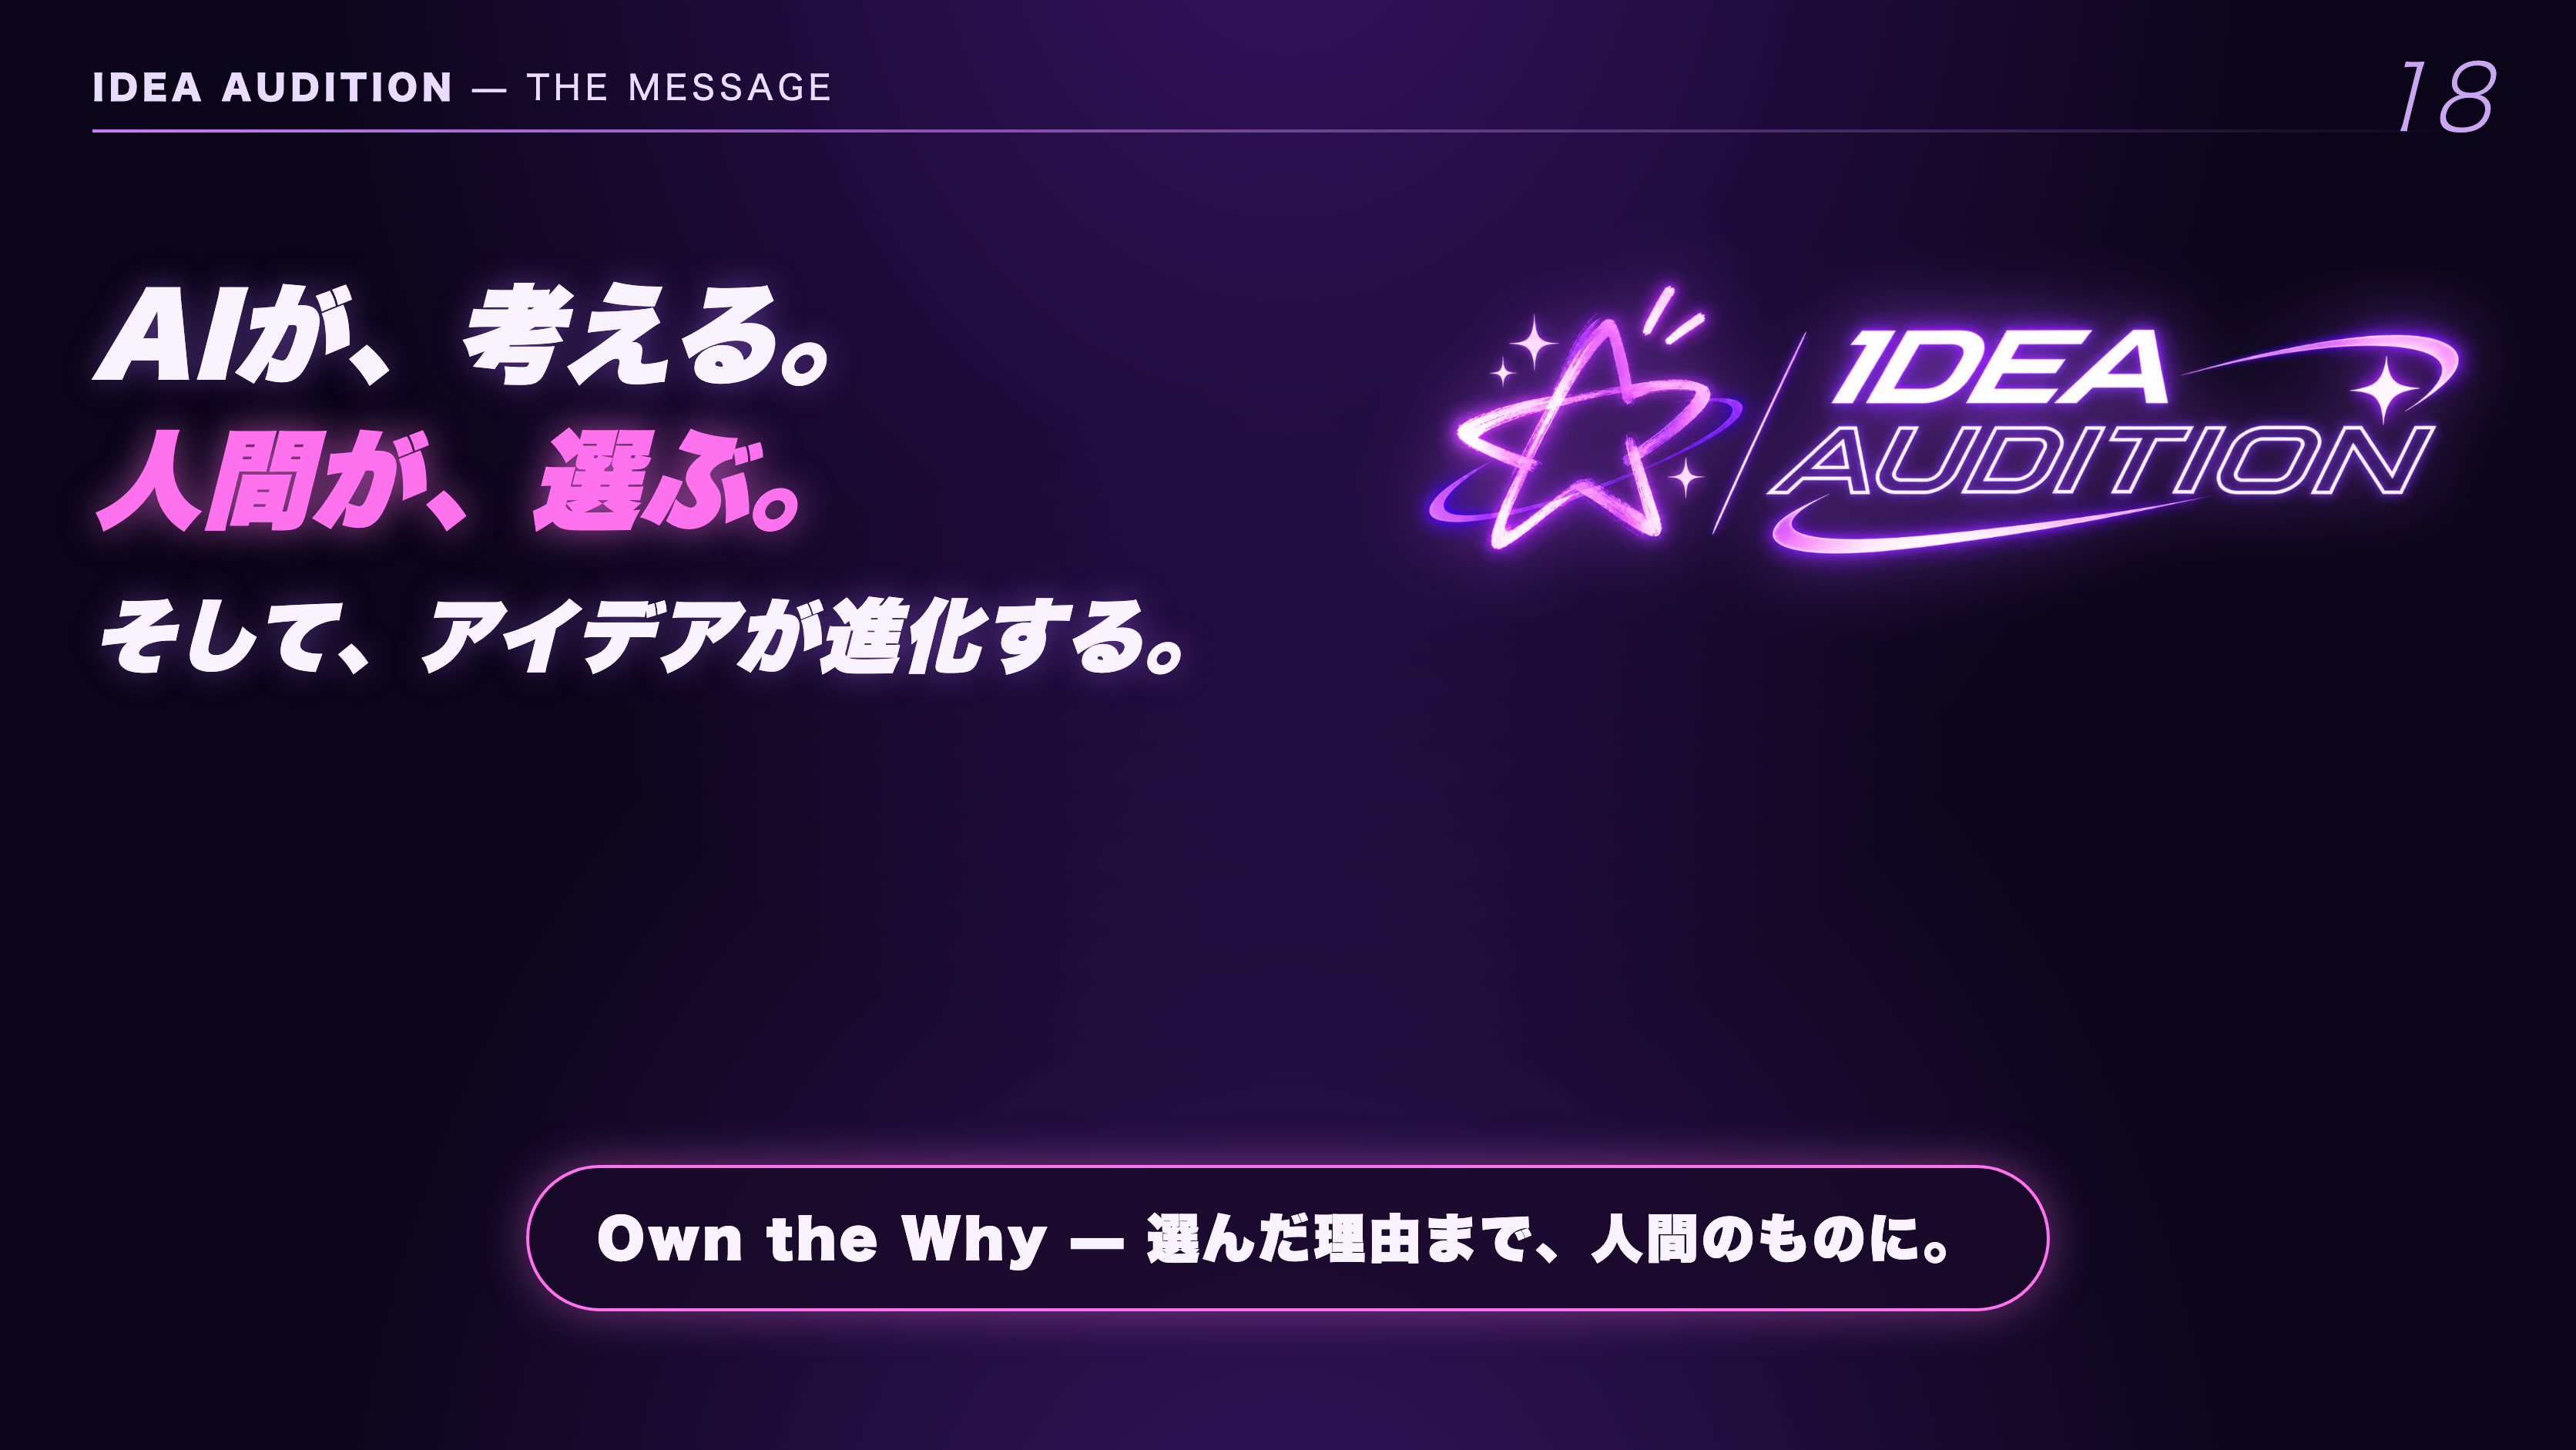 IDEA AUDITION — THE MESSAGE
18
AIが、考える。
人間が、選ぶ。
そして、アイデアが進化する。
1DEA
AUDITION
Own the Why — 選んだ理由まで、人間のものに。